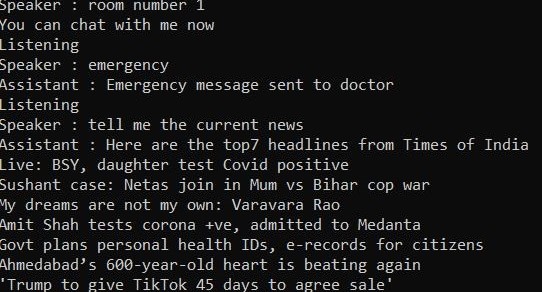 Speaker : room number 1
You can chat with me now
Listening
Speaker : emergency
Assistant : Emergency message sent to doctor
Listening
Speaker : tell me the current news
Assistant : Here are the top7 headlines from Times of India
Live: BSY, daughter test Covid positive
Sushant case: Netas join in Mum vs Bihar cop war
My dreams are not my own: Varavara Rao
Amit Shah tests corona +ve, admitted to Medanta
Govt plans personal health IDs, e-records for citizens
Ahmedabad’s 600-year-old heart is beating again
'Trump to give TikTok 45 days to agree sale'